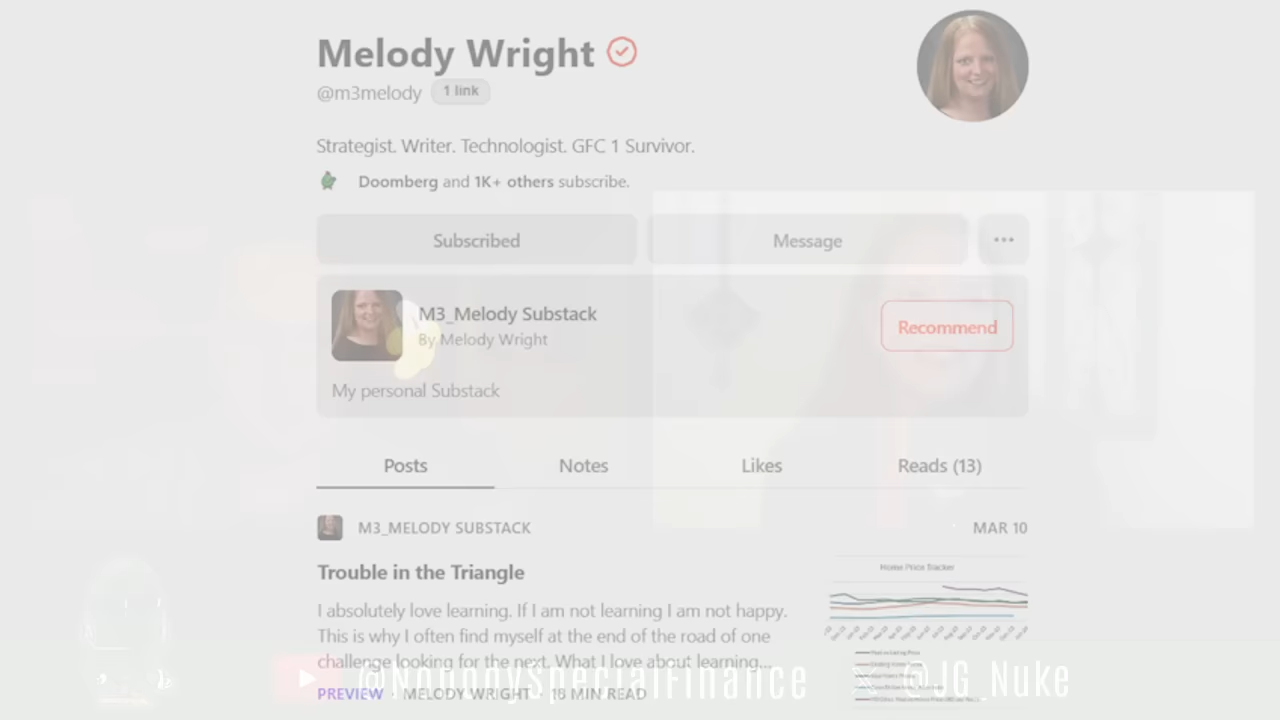 Melody Wright
@m3melody 1 link
Strategist. Writer. Technologist. GFC 1 Survivor.
Doomberg and 1K+ others subscribe.
Subscribed Message
M3_Melody Substack
By Melody Wright
Recommend
My personal Substack
Posts Notes Likes Reads (13)
M3_MELODY SUBSTACK MAR 10
Trouble in the Triangle
I absolutely love learning. If I am not learning I am not happy.
This is why I often find myself at the end of the road of one
challenge looking for the next. What I love about learning...
PREVIEW · MELODY WRIGHT · 16 MIN READ
Home Price Stacker
@NobodySpecialFinance @JG_Nuke